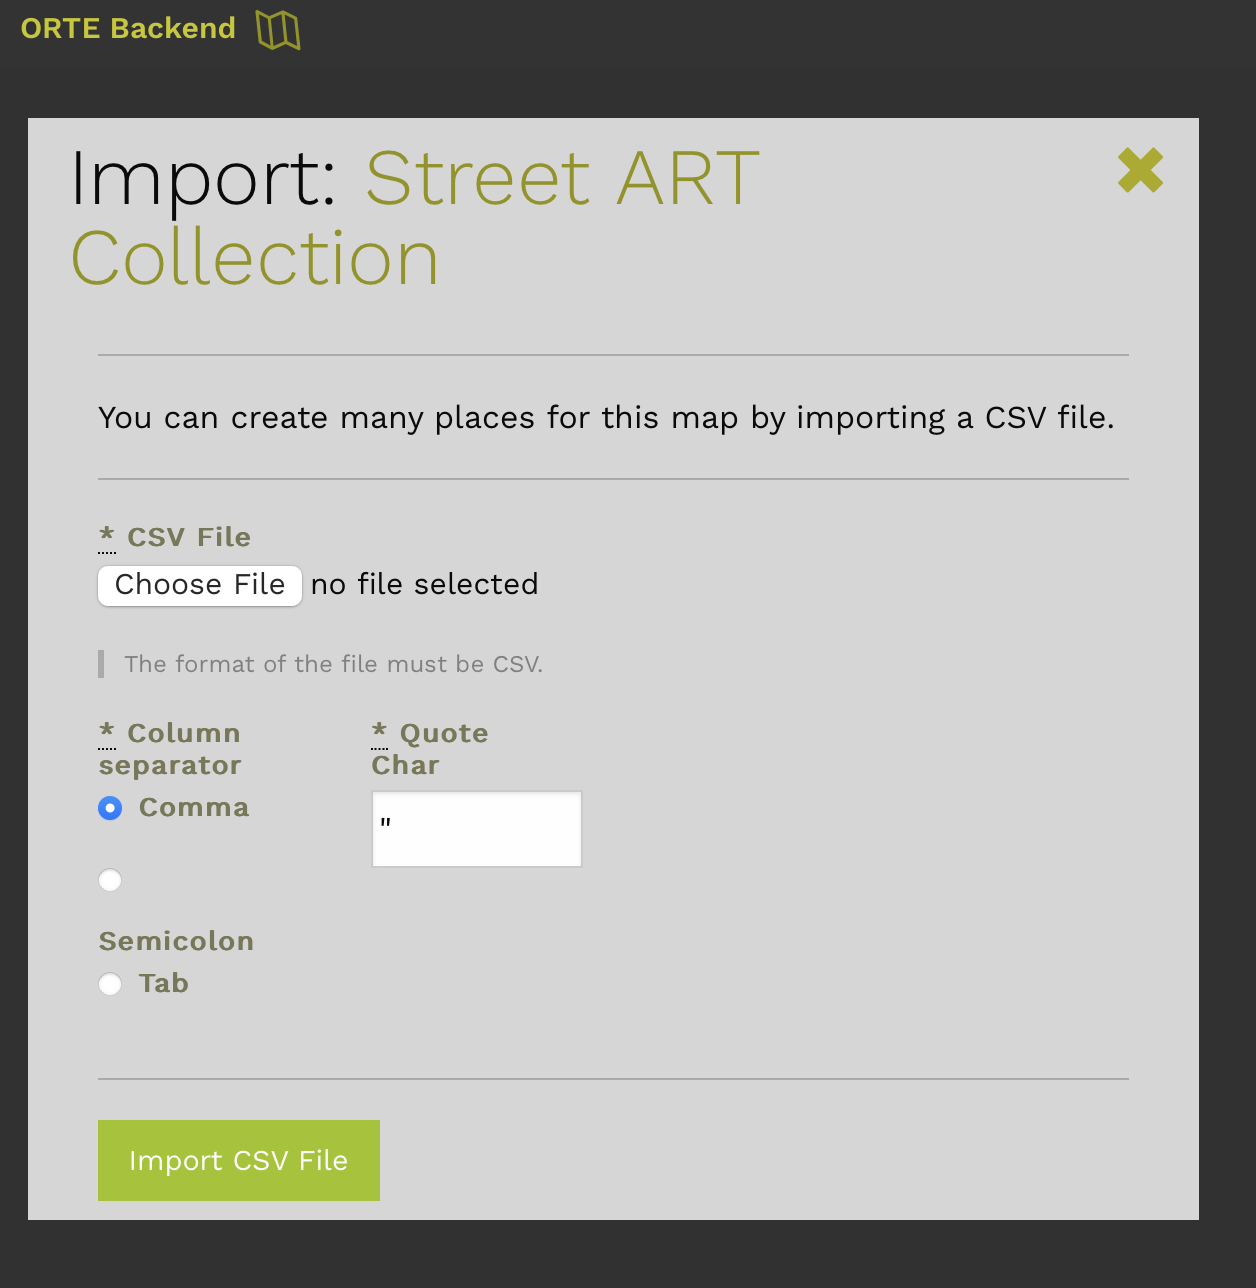 ORTE Backend
Import: Street ART
Collection
You can create many places for this map by importing a CSV file.
* CSV File
Choose File no file selected
The format of the file must be CSV.
* Column
separator
* Quote
Char
Comma
"
Semicolon
Tab
Import CSV File